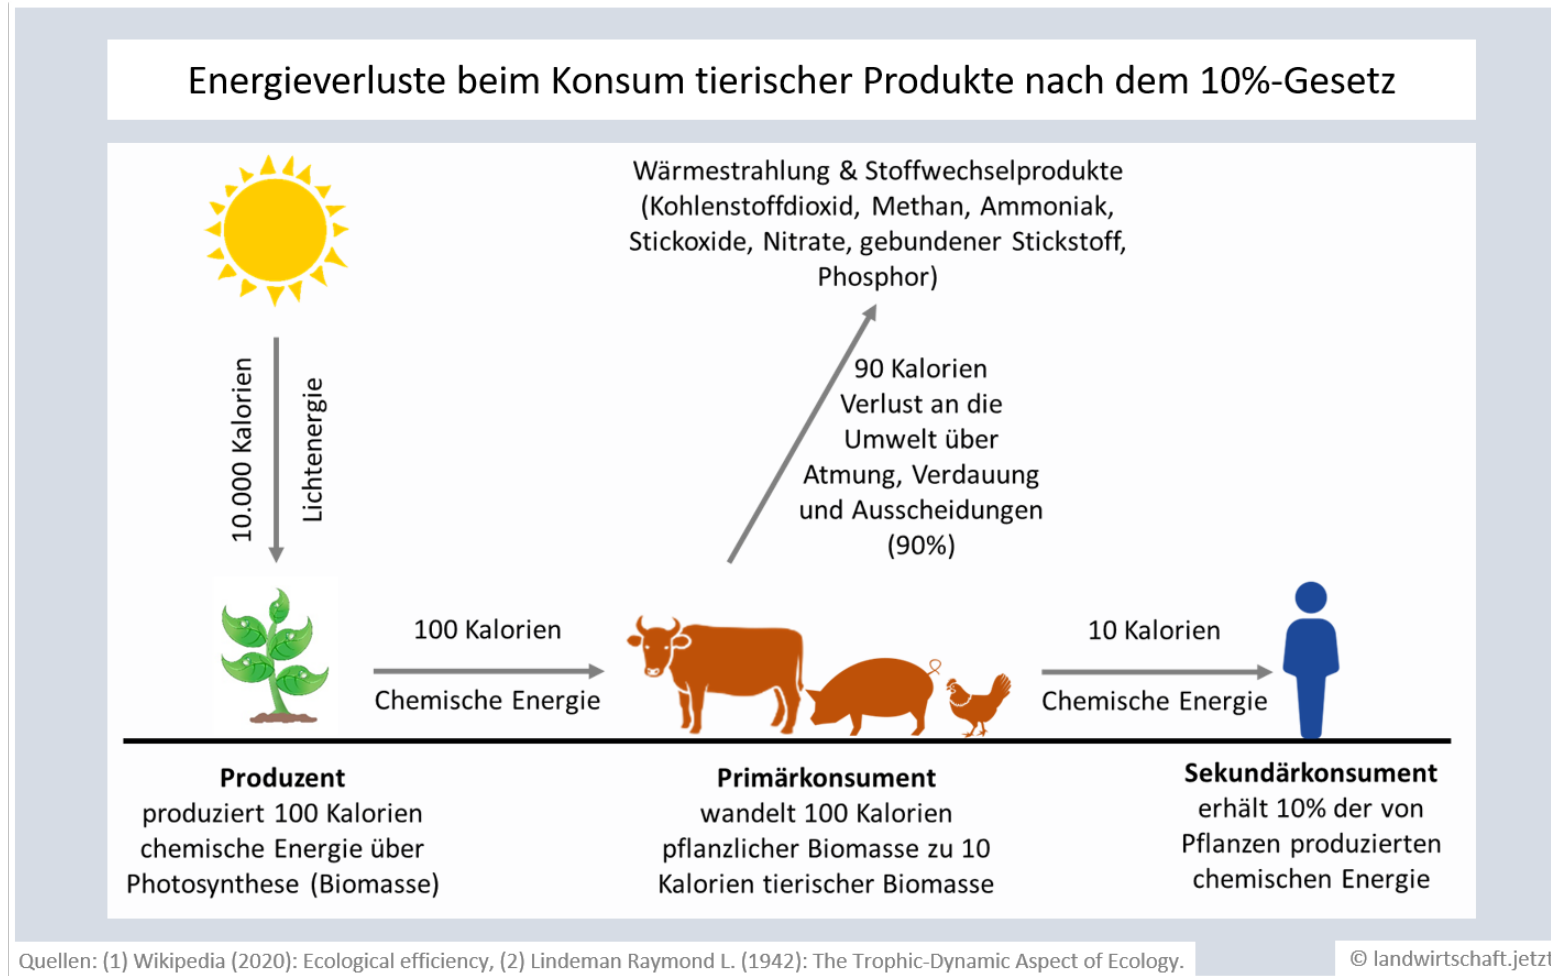 Energieverluste beim Konsum tierischer Produkte nach dem 10%-Gesetz
Wärmestrahlung & Stoffwechselprodukte
(Kohlenstoffdioxid, Methan, Ammoniak,
Stickoxide, Nitrate, gebundener Stickstoff,
Phosphor)
10.000 Kalorien
Lichtenergie
90 Kalorien
Verlust an die
Umwelt über
Atmung, Verdauung
und Ausscheidungen
(90%)
100 Kalorien
Chemische Energie
10 Kalorien
Chemische Energie
Produzent
produziert 100 Kalorien
chemische Energie über
Photosynthese (Biomasse)
Primärkonsument
wandelt 100 Kalorien
pflanzlicher Biomasse zu 10
Kalorien tierischer Biomasse
Sekundärkonsument
erhält 10% der von
Pflanzen produzierten
chemischen Energie
Quellen: (1) Wikipedia (2020): Ecological efficiency, (2) Lindeman Raymond L. (1942): The Trophic-Dynamic Aspect of Ecology.
© landwirtschaft.jetzt